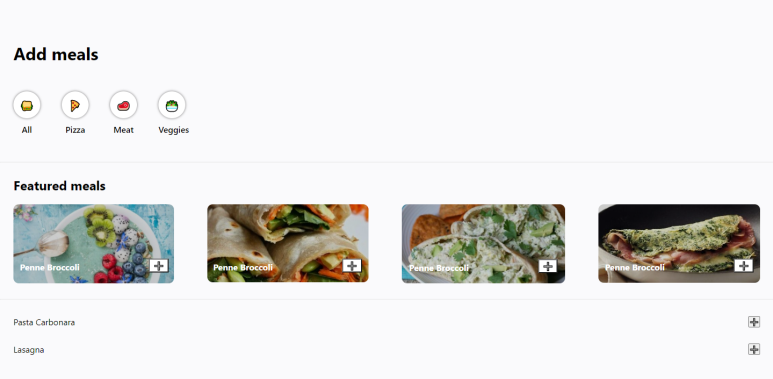 Add meals
All Pizza Meat Veggies
Featured meals
Penne Broccoli Penne Broccoli Penne Broccoli Penne Broccoli
Pasta Carbonara
Lasagna